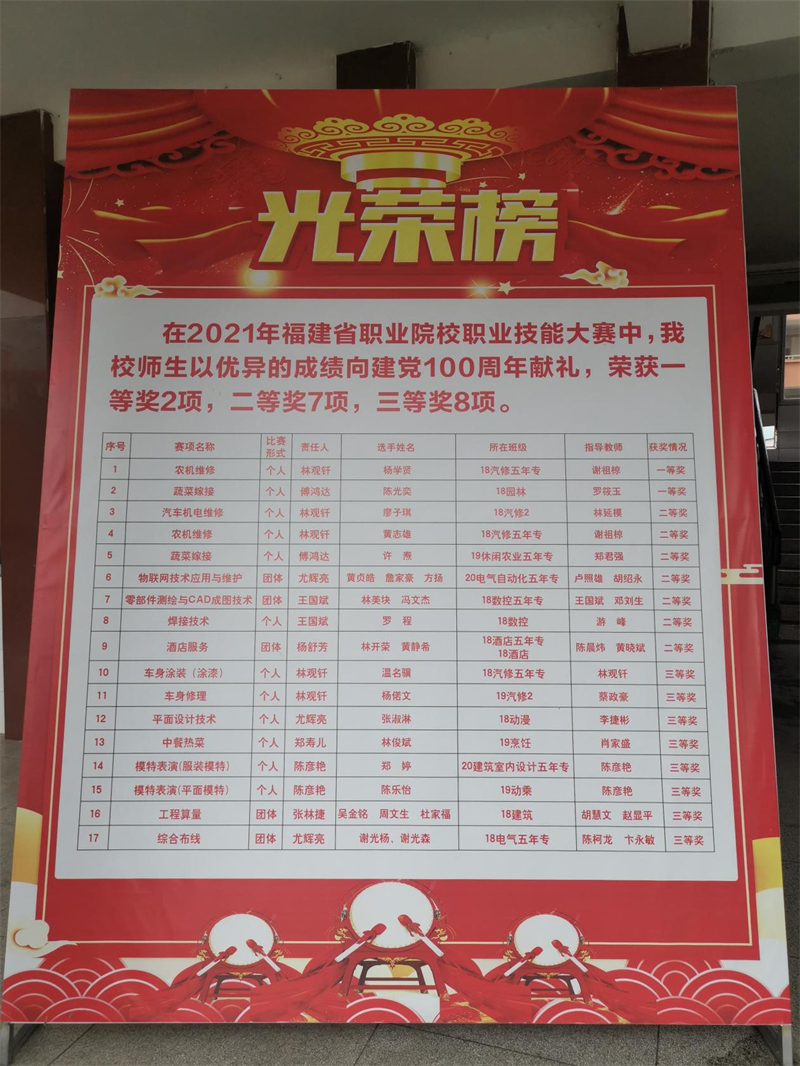 光荣榜
在2021年福建省职业院校职业技能大赛中，我
校师生以优异的成绩向建党100周年献礼，荣获一
等奖2项，二等奖7项，三等奖8项。
序号 赛项名称 比赛形式 责任人 选手姓名 所在班级 指导教师 获奖情况
1 农机维修 个人 林观钎 杨学贤 18汽修五年专 谢祖椋 一等奖
2 蔬菜嫁接 个人 傅鸿达 陈光奕 18园林 罗筱玉 一等奖
3 汽车机电维修 个人 林观钎 廖子琪 18汽修2 林延模 二等奖
4 农机维修 个人 林观钎 黄志雄 18汽修五年专 谢祖椋 二等奖
5 蔬菜嫁接 个人 傅鸿达 许 焘 19休闲农业五年专 郑君强 二等奖
6 物联网技术应用与维护 团体 尤辉亮 黄贞皓 詹家豪 方扬 20电气自动化五年专 卢照雄 胡绍永 二等奖
7 零部件测绘与CAD成图技术 团体 王国斌 林美块 冯文杰 18数控五年专 王国斌 邓刘生 二等奖
8 焊接技术 个人 王国斌 罗 程 18数控 游 峰 二等奖
9 酒店服务 团体 杨舒芳 林开荣 黄静希 18酒店五年专 18酒店 陈晨炜 黄晓斌 二等奖
10 车身涂装（涂漆） 个人 林观钎 温名骥 18汽修五年专 林观钎 三等奖
11 车身修理 个人 林观钎 杨偌文 19汽修2 蔡政豪 三等奖
12 平面设计技术 个人 尤辉亮 张淑淋 18动漫 李捷彬 三等奖
13 中餐热菜 个人 郑寿儿 林俊斌 19烹饪 肖家盛 三等奖
14 模特表演(服装模特) 个人 陈彦艳 郑 婷 20建筑室内设计五年专 陈彦艳 三等奖
15 模特表演(平面模特) 个人 陈彦艳 陈乐怡 19动乘 陈彦艳 三等奖
16 工程算量 团体 张林捷 吴金铭 周文生 杜家福 18建筑 胡慧文 赵显平 三等奖
17 综合布线 团体 尤辉亮 谢光杨、谢光森 18电气五年专 陈柯龙 卞永敏 三等奖